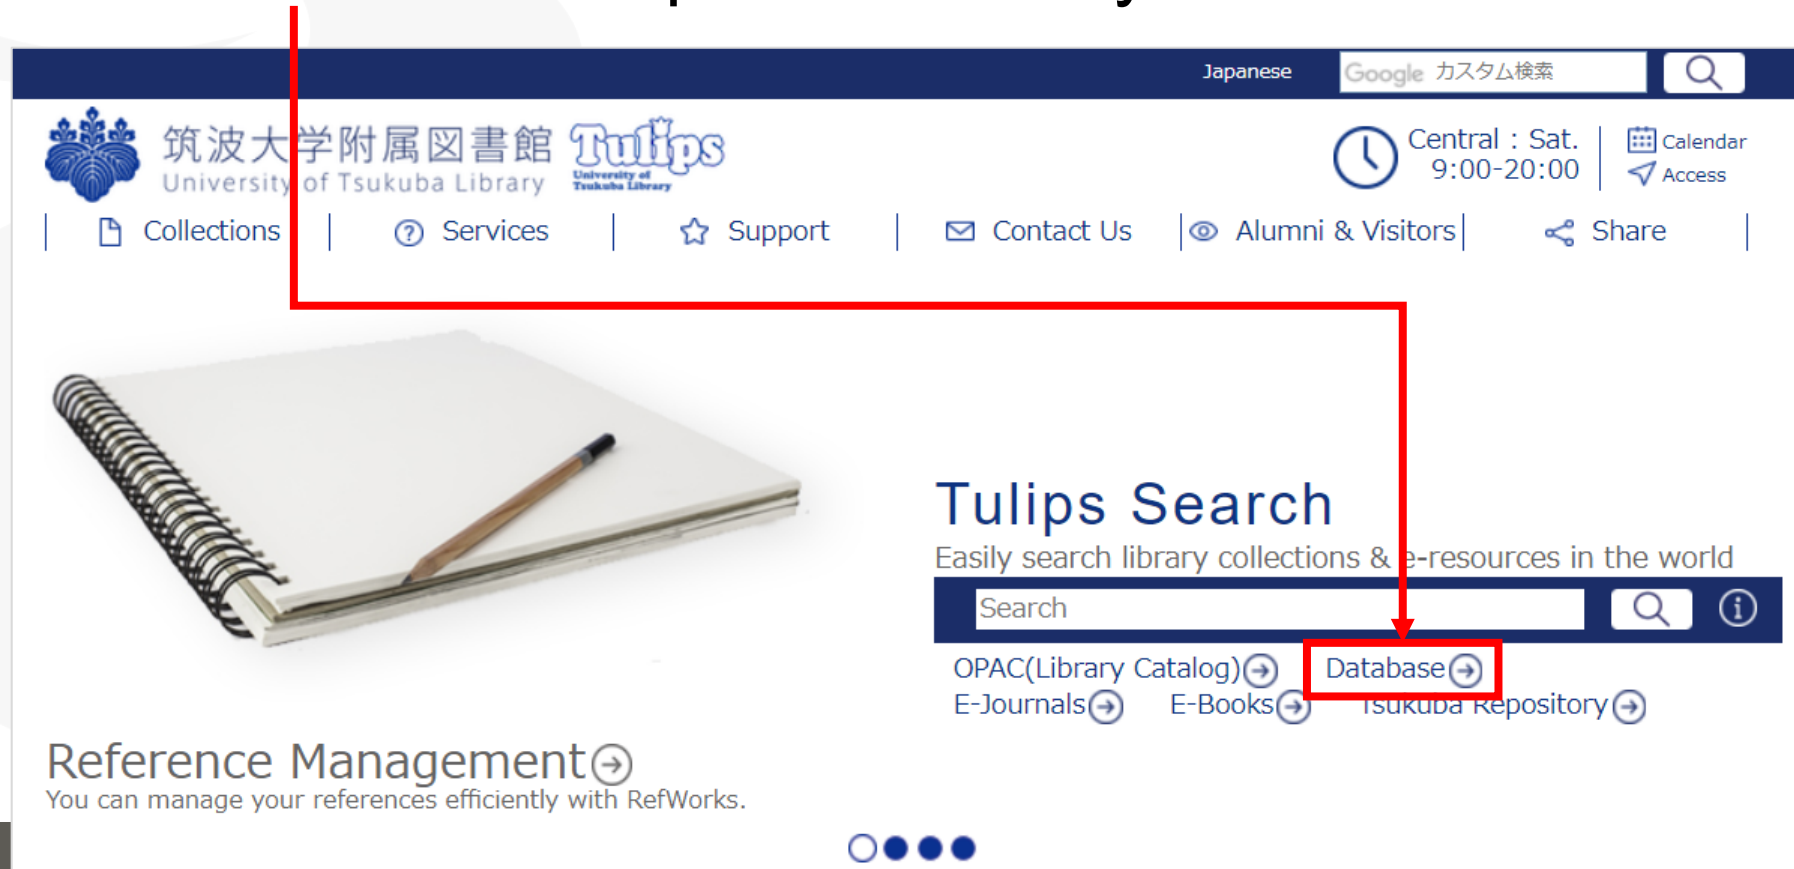 Japanese
Google カスタム検索
筑波大学附属図書館 Tulips
University of Tsukuba Library
University of
Tsukuba Library
Central : Sat.
9:00-20:00
Calendar
Access
Collections
Services
Support
Contact Us
Alumni & Visitors
Share
Tulips Search
Easily search library collections & e-resources in the world
Search
OPAC(Library Catalog)
Database
E-Journals
E-Books
Tsukuba Repository
Reference Management
You can manage your references efficiently with RefWorks.